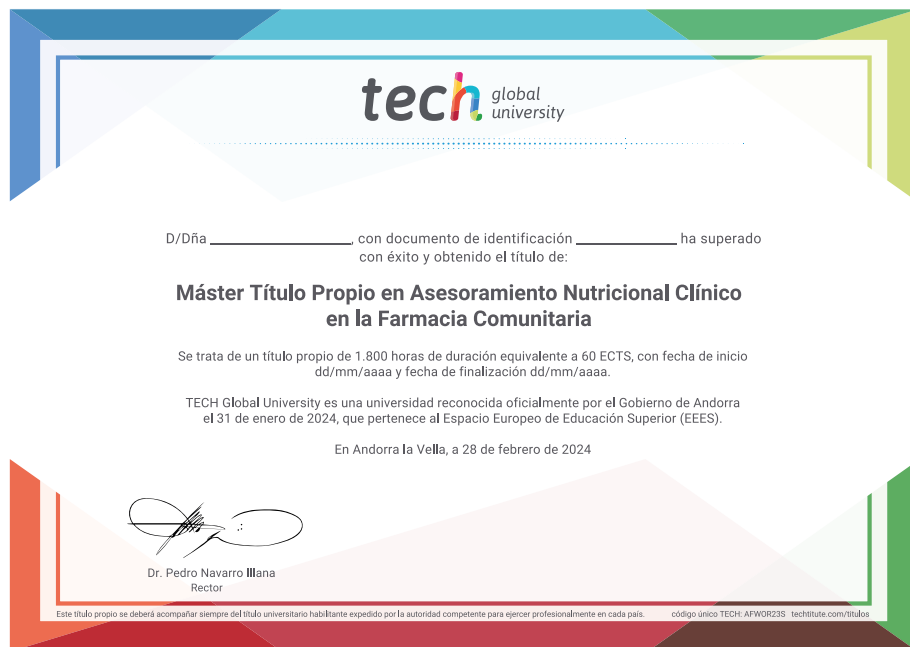 tech global
university
D/Dña ____________________, con documento de identificación ______________ ha superado
con éxito y obtenido el título de:
Máster Título Propio en Asesoramiento Nutricional Clínico
en la Farmacia Comunitaria
Se trata de un título propio de 1.800 horas de duración equivalente a 60 ECTS, con fecha de inicio
dd/mm/aaaa y fecha de finalización dd/mm/aaaa.
TECH Global University es una universidad reconocida oficialmente por el Gobierno de Andorra
el 31 de enero de 2024, que pertenece al Espacio Europeo de Educación Superior (EEES).
En Andorra la Vella, a 28 de febrero de 2024
Dr. Pedro Navarro Illana
Rector
Este título propio se deberá acompañar siempre del título universitario habilitante expedido por la autoridad competente para ejercer profesionalmente en cada país. código único TECH: AFWOR23S techtitute.com/titulos